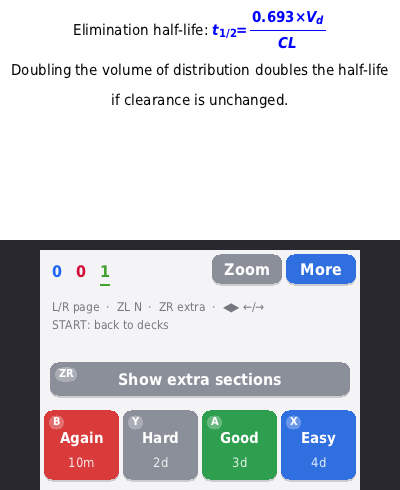 Elimination half-life: t1/2= 0.693×Vd / CL
Doubling the volume of distribution doubles the half-life
if clearance is unchanged.
0 0 1 Zoom More
L/R page · ZL N · ZR extra · ◀▶ ←/→
START: back to decks
ZR Show extra sections
B Again 10m
Y Hard 2d
A Good 3d
X Easy 4d